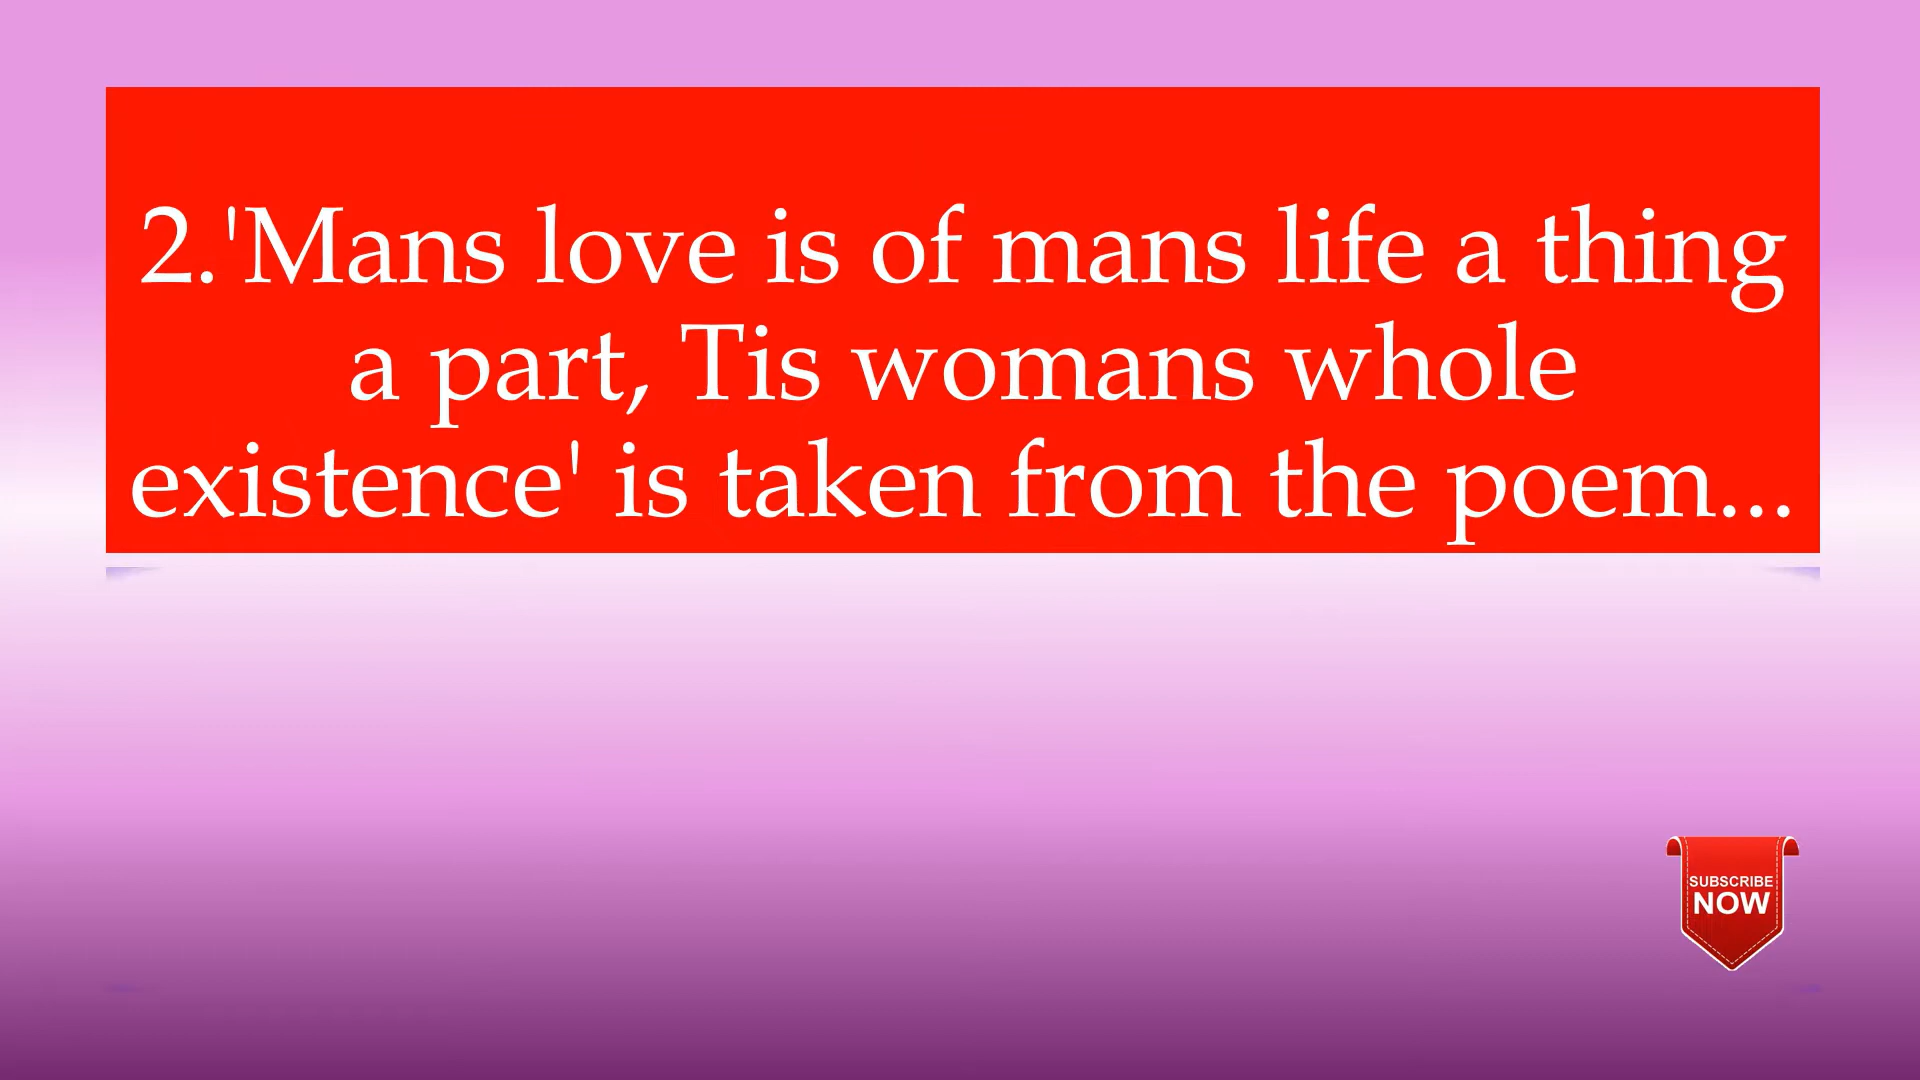 2.'Mans love is of mans life a thing
a part, Tis womans whole
existence' is taken from the poem...
SUBSCRIBE
NOW